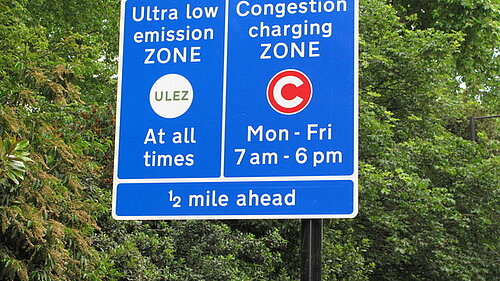 Ultra low
emission
ZONE
ULEZ
At all
times
Congestion
charging
ZONE
C
Mon - Fri
7 am - 6 pm
½ mile ahead